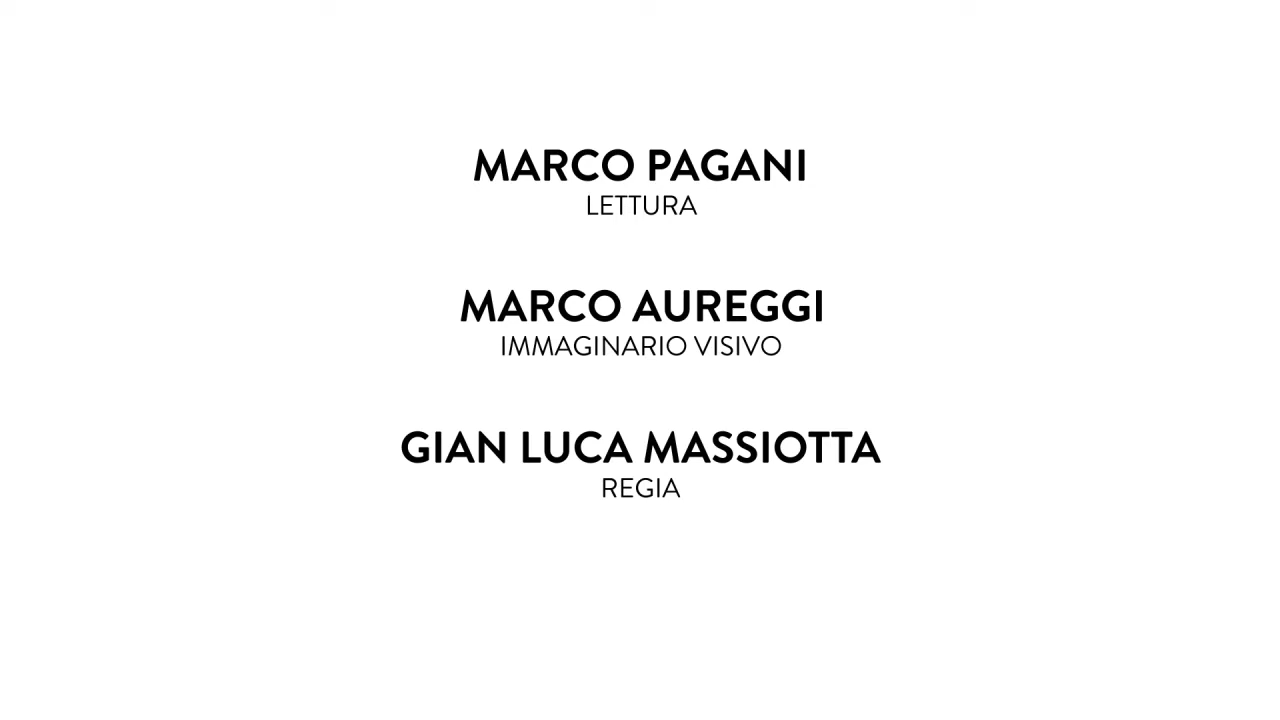 MARCO PAGANI
LETTURA
MARCO AUREGGI
IMMAGINARIO VISIVO
GIAN LUCA MASSIOTTA
REGIA